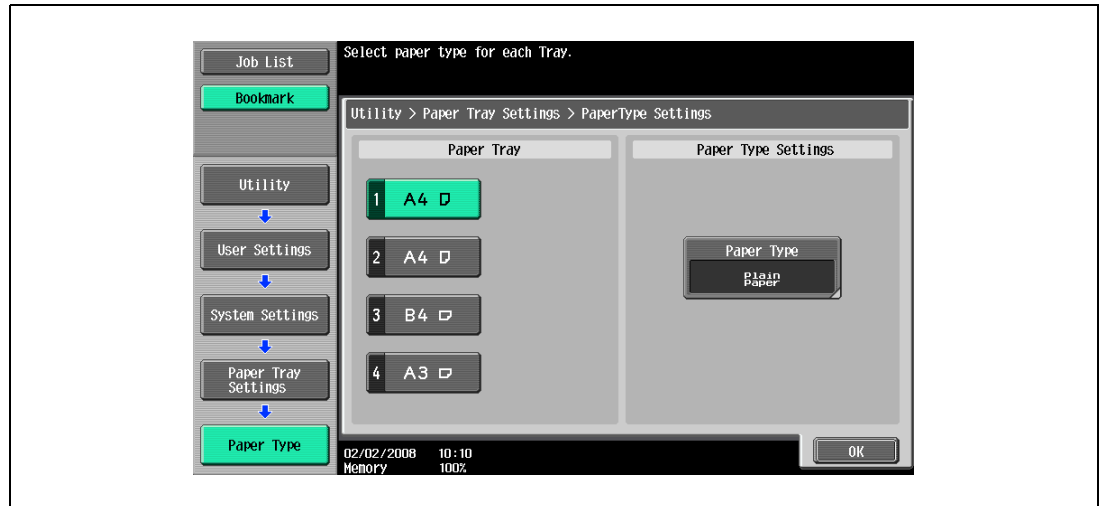 Job List
Bookmark
Select paper type for each Tray.
Utility > Paper Tray Settings > PaperType Settings
Paper Tray
1 A4
2 A4
3 B4
4 A3
Paper Type Settings
Paper Type
Plain
Paper
Utility
User Settings
System Settings
Paper Tray
Settings
Paper Type
02/02/2008 10:10
Memory 100%
OK